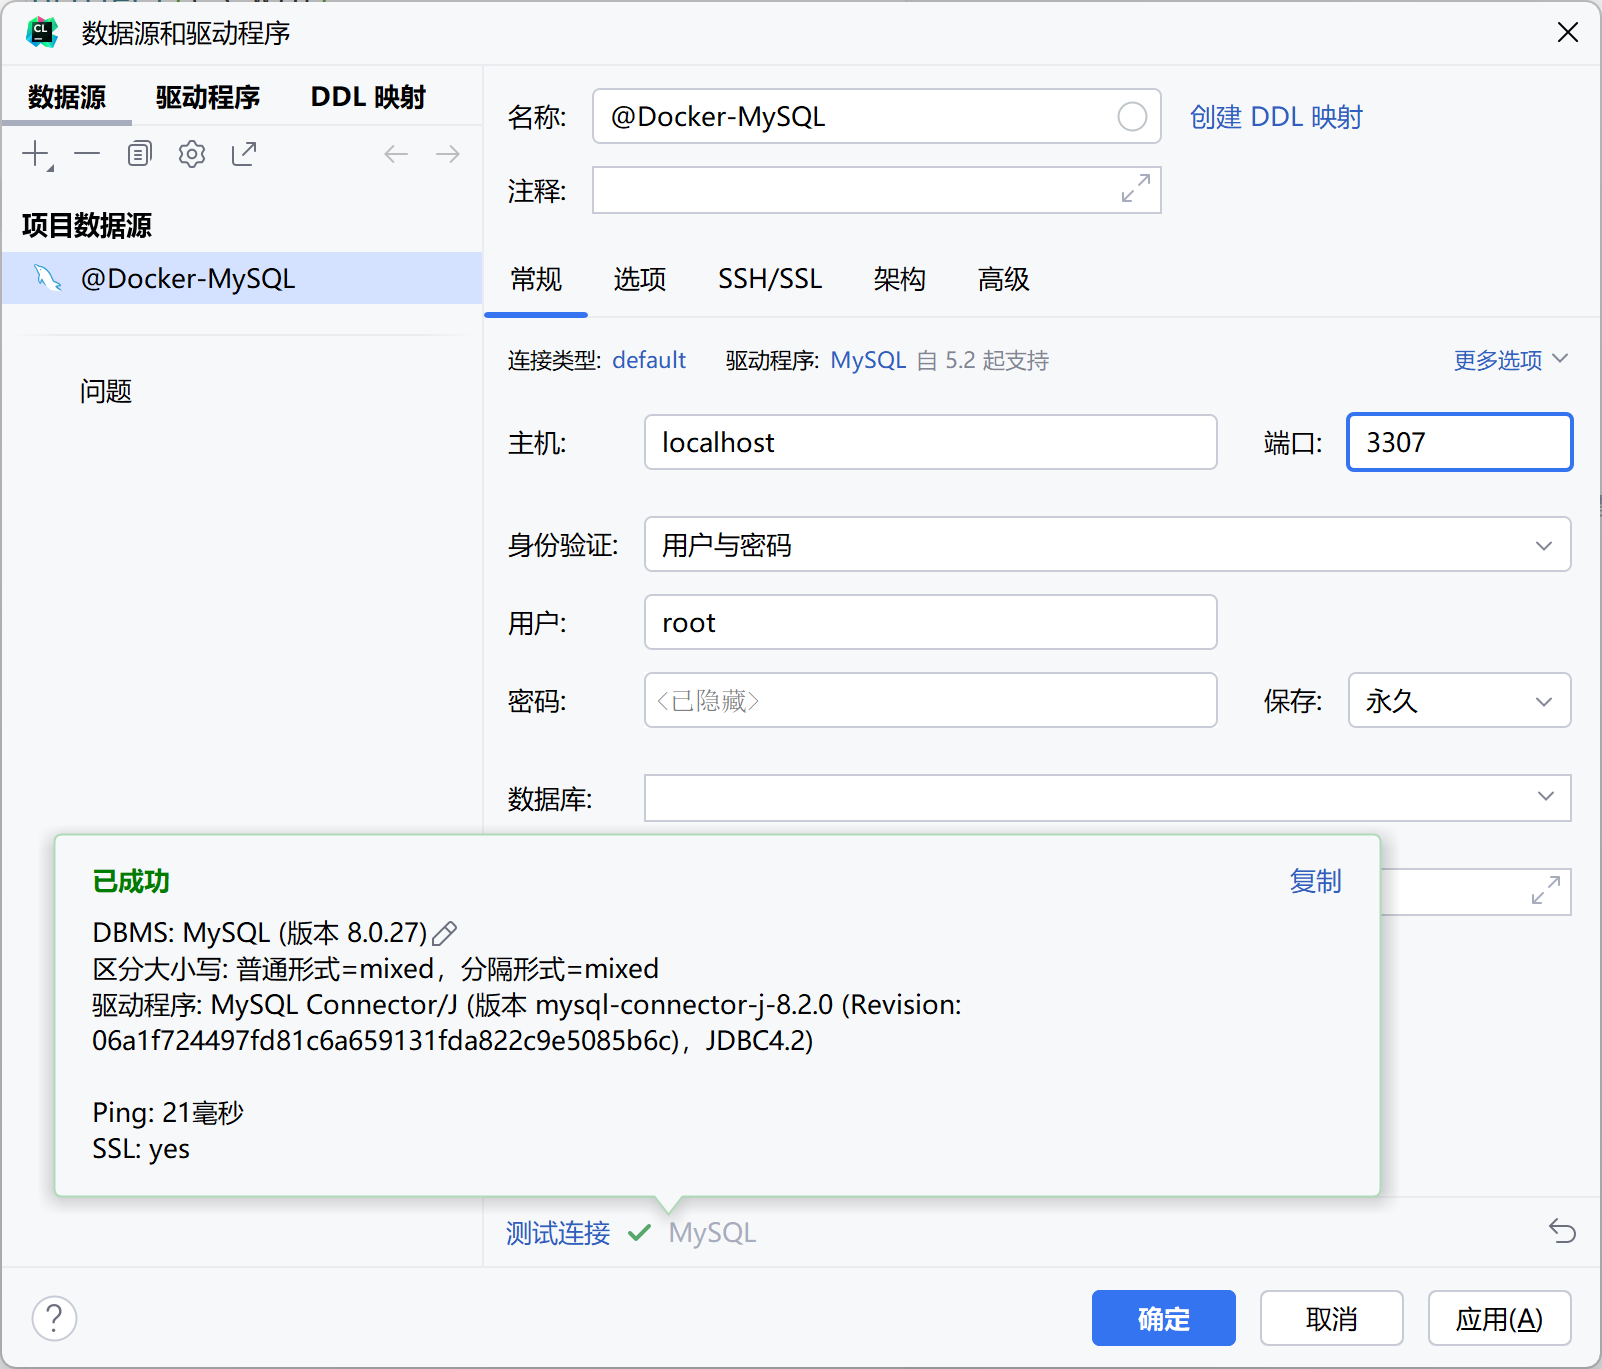 CL
数据源和驱动程序
数据源 驱动程序 DDL 映射
项目数据源
@Docker-MySQL
问题
名称: @Docker-MySQL 创建 DDL 映射
注释:
常规 选项 SSH/SSL 架构 高级
连接类型: default 驱动程序: MySQL 自 5.2 起支持 更多选项
主机: localhost 端口: 3307
身份验证: 用户与密码
用户: root
密码: <已隐藏> 保存: 永久
数据库:
已成功 复制
DBMS: MySQL (版本 8.0.27)
区分大小写: 普通形式=mixed，分隔形式=mixed
驱动程序: MySQL Connector/J (版本 mysql-connector-j-8.2.0 (Revision:
06a1f724497fd81c6a659131fda822c9e5085b6c)，JDBC4.2)
Ping: 21毫秒
SSL: yes
测试连接 MySQL
? 确定 取消 应用(A)